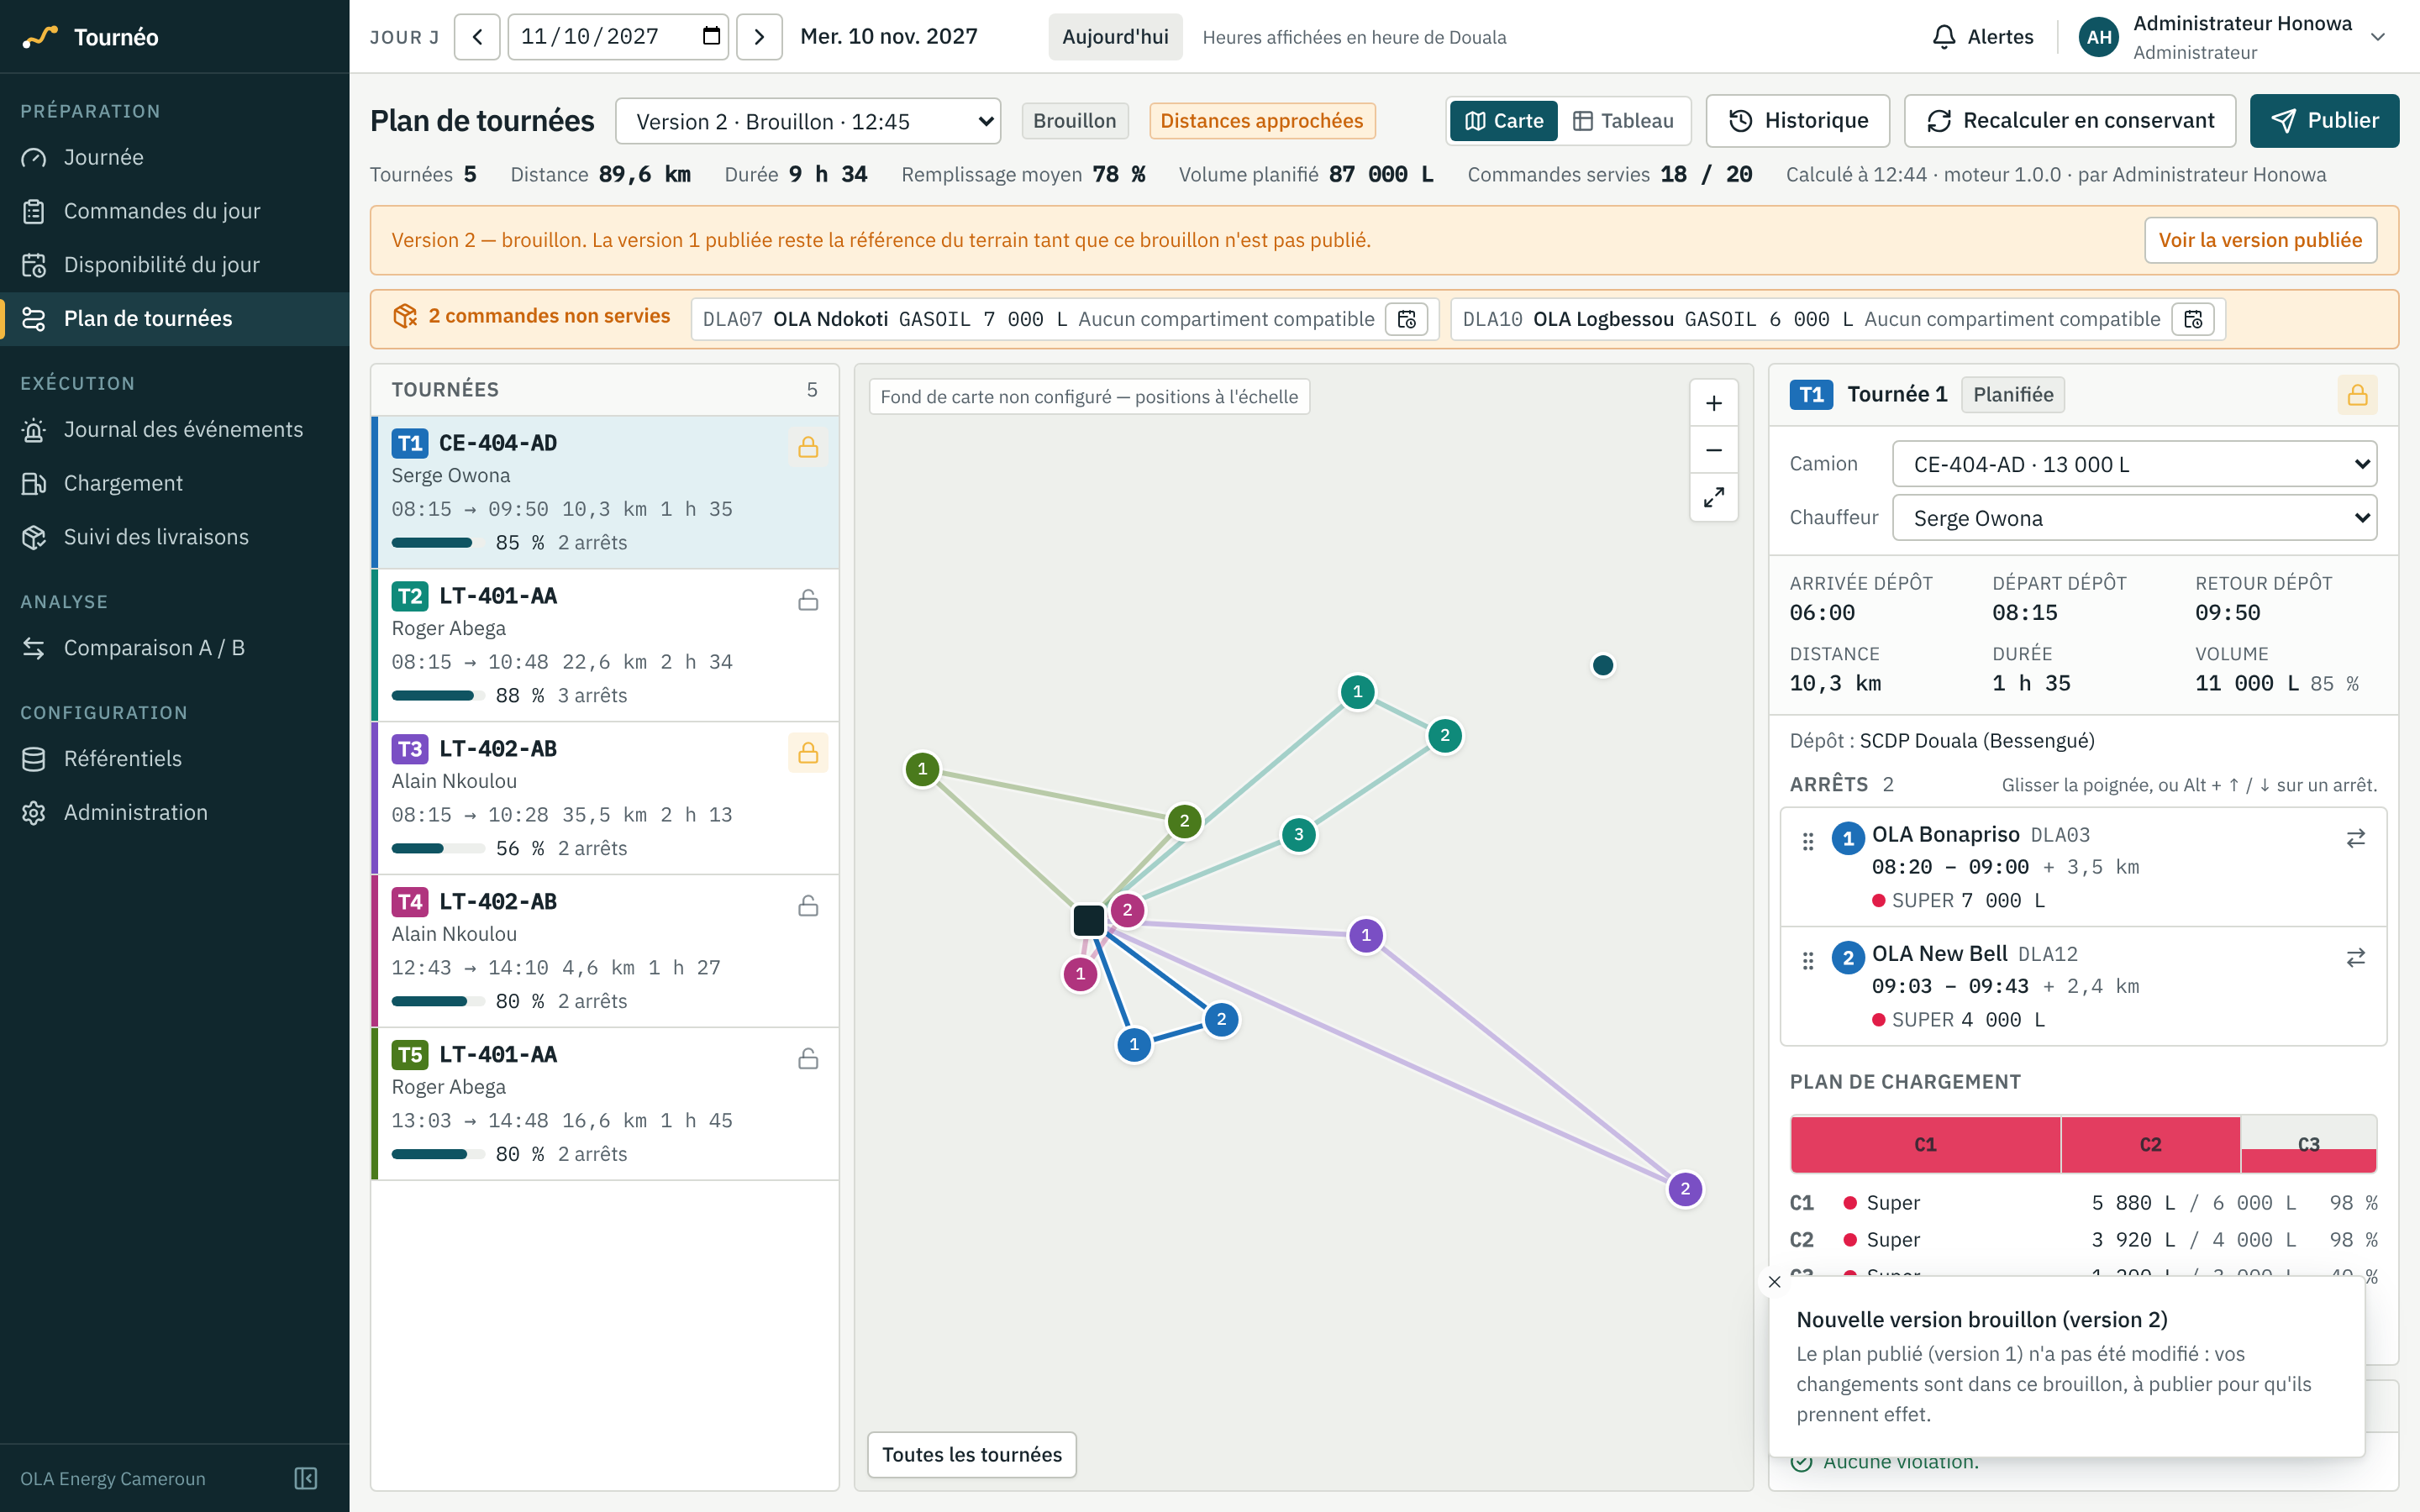 Tournéo
PRÉPARATION
Journée
Commandes du jour
Disponibilité du jour
Plan de tournées
EXÉCUTION
Journal des événements
Chargement
Suivi des livraisons
ANALYSE
Comparaison A / B
CONFIGURATION
Référentiels
Administration
OLA Energy Cameroun
JOUR J
11/10/2027
Mer. 10 nov. 2027
Aujourd'hui
Heures affichées en heure de Douala
Alertes
AH
Administrateur Honowa
Administrateur
Plan de tournées
Version 2 · Brouillon · 12:45
Brouillon
Distances approchées
Carte
Tableau
Historique
Recalculer en conservant
Publier
Tournées 5 Distance 89,6 km Durée 9 h 34 Remplissage moyen 78 % Volume planifié 87 000 L Commandes servies 18 / 20 Calculé à 12:44 · moteur 1.0.0 · par Administrateur Honowa
Version 2 — brouillon. La version 1 publiée reste la référence du terrain tant que ce brouillon n'est pas publié.
Voir la version publiée
2 commandes non servies
DLA07 OLA Ndokoti GASOIL 7 000 L Aucun compartiment compatible
DLA10 OLA Logbessou GASOIL 6 000 L Aucun compartiment compatible
TOURNÉES 5
T1 CE-404-AD
Serge Owona
08:15 → 09:50 10,3 km 1 h 35
85 % 2 arrêts
T2 LT-401-AA
Roger Abega
08:15 → 10:48 22,6 km 2 h 34
88 % 3 arrêts
T3 LT-402-AB
Alain Nkoulou
08:15 → 10:28 35,5 km 2 h 13
56 % 2 arrêts
T4 LT-402-AB
Alain Nkoulou
12:43 → 14:10 4,6 km 1 h 27
80 % 2 arrêts
T5 LT-401-AA
Roger Abega
13:03 → 14:48 16,6 km 1 h 45
80 % 2 arrêts
Fond de carte non configuré — positions à l'échelle
+
−
1
2
1
2
3
2
1
1
2
1
2
Toutes les tournées
T1 Tournée 1 Planifiée
Camion CE-404-AD · 13 000 L
Chauffeur Serge Owona
ARRIVÉE DÉPÔT DÉPART DÉPÔT RETOUR DÉPÔT
06:00 08:15 09:50
DISTANCE DURÉE VOLUME
10,3 km 1 h 35 11 000 L 85 %
Dépôt : SCDP Douala (Bessengué)
ARRÊTS 2 Glisser la poignée, ou Alt + ↑ / ↓ sur un arrêt.
1 OLA Bonapriso DLA03
08:20 – 09:00 + 3,5 km
SUPER 7 000 L
2 OLA New Bell DLA12
09:03 – 09:43 + 2,4 km
SUPER 4 000 L
PLAN DE CHARGEMENT
C1 C2 C3
C1 Super 5 880 L / 6 000 L 98 %
C2 Super 3 920 L / 4 000 L 98 %
Nouvelle version brouillon (version 2)
Le plan publié (version 1) n'a pas été modifié : vos
changements sont dans ce brouillon, à publier pour qu'ils
prennent effet.
Aucune violation.